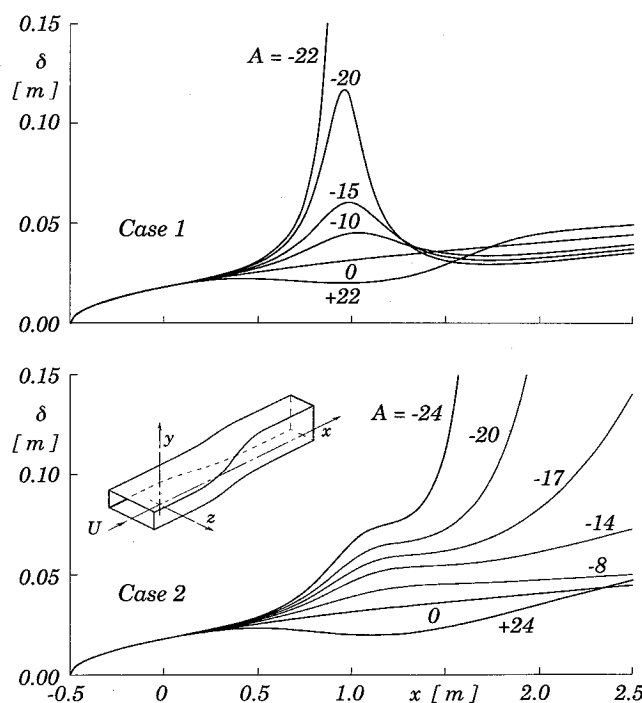 0.15
δ
[ m ]
0.10
0.05
0.00
A = -22
-20
-15
-10
0
+22
Case 1
0.15
δ
[ m ]
0.10
0.05
0.00
y
x
z
U
A = -24
-20
-17
-14
-8
0
+24
Case 2
-0.5 0 0.5 1.0 x [ m ] 2.0 2.5